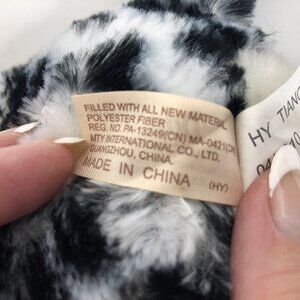 FILLED WITH ALL NEW MATERIAL
POLYESTER FIBER
REG. NO. PA-13249(CN) MA-0421(CN
MTY INTERNATIONAL CO., LTD.
GUANGZHOU, CHINA.
MADE IN CHINA (HY)
HY TIANC